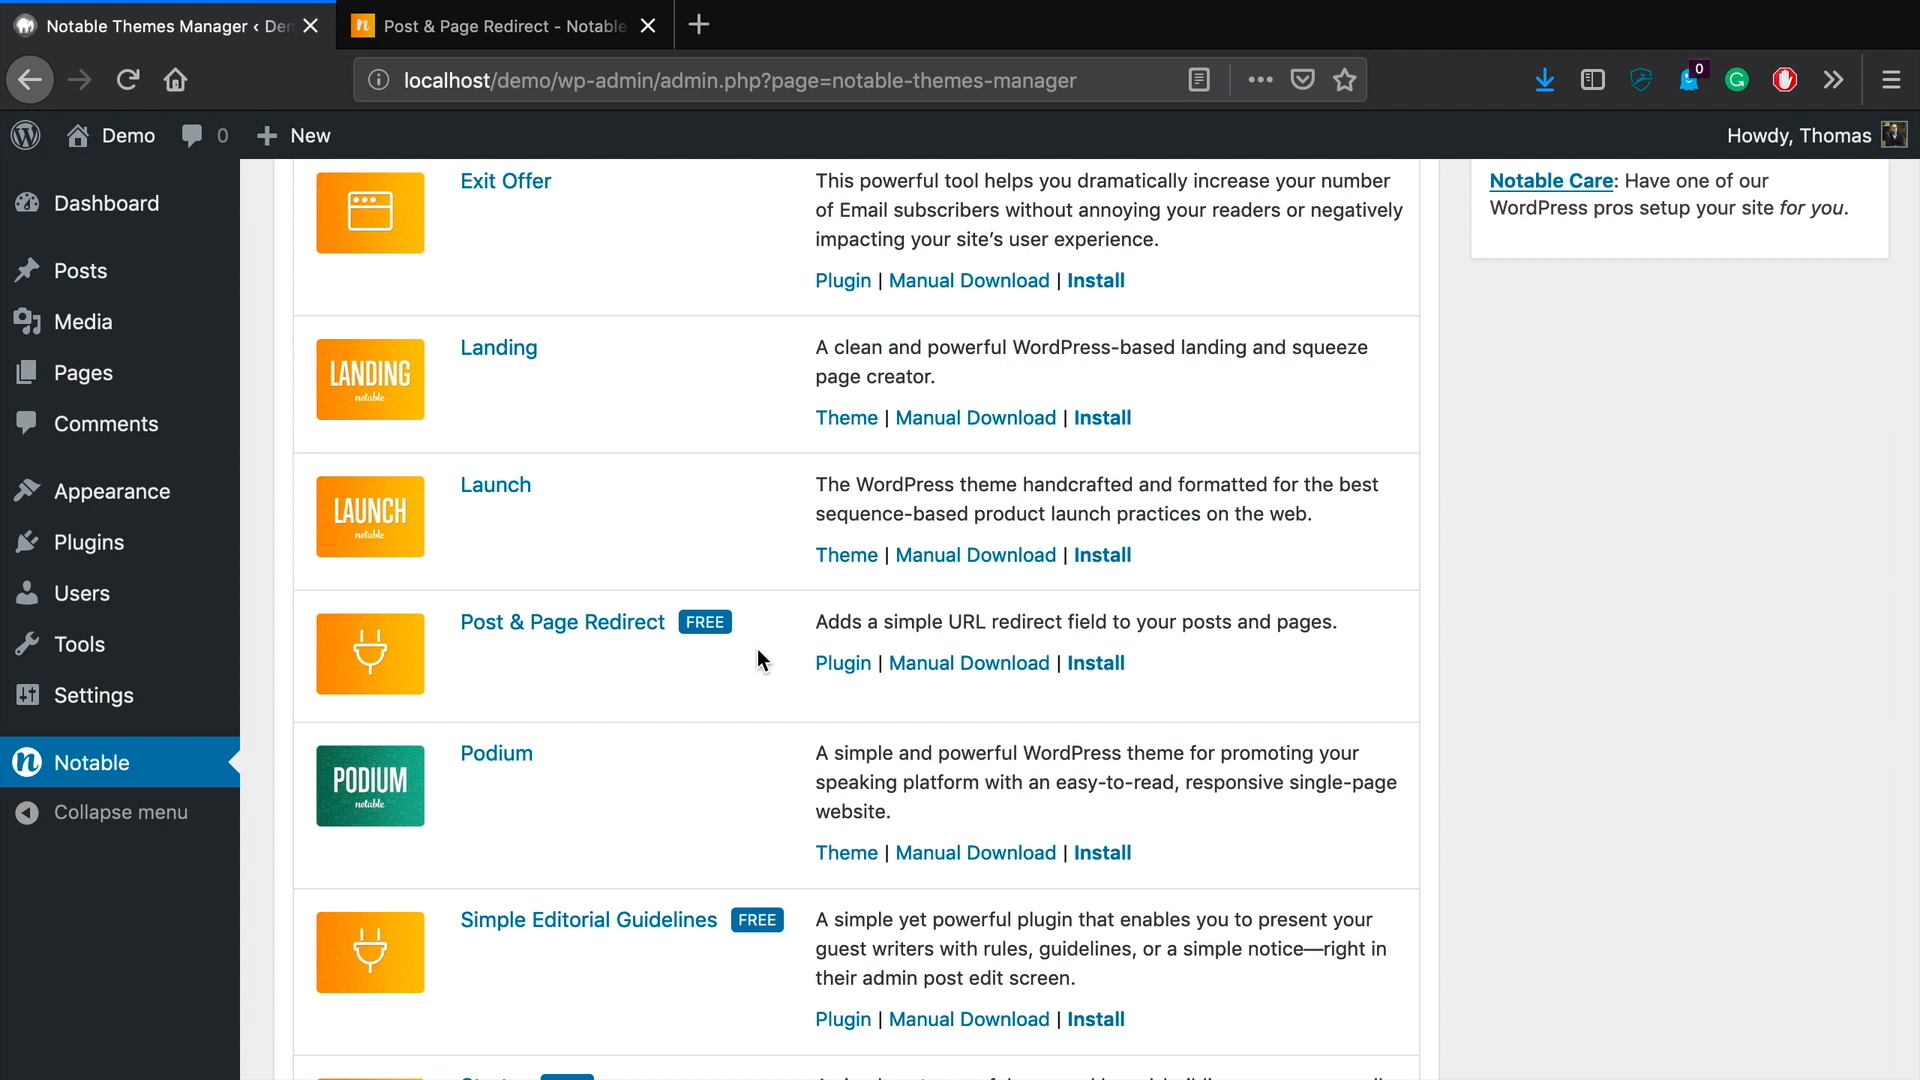 Notable Themes Manager ‹ Den
Post & Page Redirect - Notable
localhost/demo/wp-admin/admin.php?page=notable-themes-manager
0
Demo
0
New
Howdy, Thomas
Dashboard
Posts
Media
Pages
Comments
Appearance
Plugins
Users
Tools
Settings
Notable
Collapse menu
Exit Offer
This powerful tool helps you dramatically increase your number
of Email subscribers without annoying your readers or negatively
impacting your site's user experience.
Plugin | Manual Download | Install
LANDING
notable
Landing
A clean and powerful WordPress-based landing and squeeze
page creator.
Theme | Manual Download | Install
LAUNCH
notable
Launch
The WordPress theme handcrafted and formatted for the best
sequence-based product launch practices on the web.
Theme | Manual Download | Install
Post & Page Redirect FREE
Adds a simple URL redirect field to your posts and pages.
Plugin | Manual Download | Install
PODIUM
notable
Podium
A simple and powerful WordPress theme for promoting your
speaking platform with an easy-to-read, responsive single-page
website.
Theme | Manual Download | Install
Simple Editorial Guidelines FREE
A simple yet powerful plugin that enables you to present your
guest writers with rules, guidelines, or a simple notice—right in
their admin post edit screen.
Plugin | Manual Download | Install
Notable Care: Have one of our
WordPress pros setup your site for you.